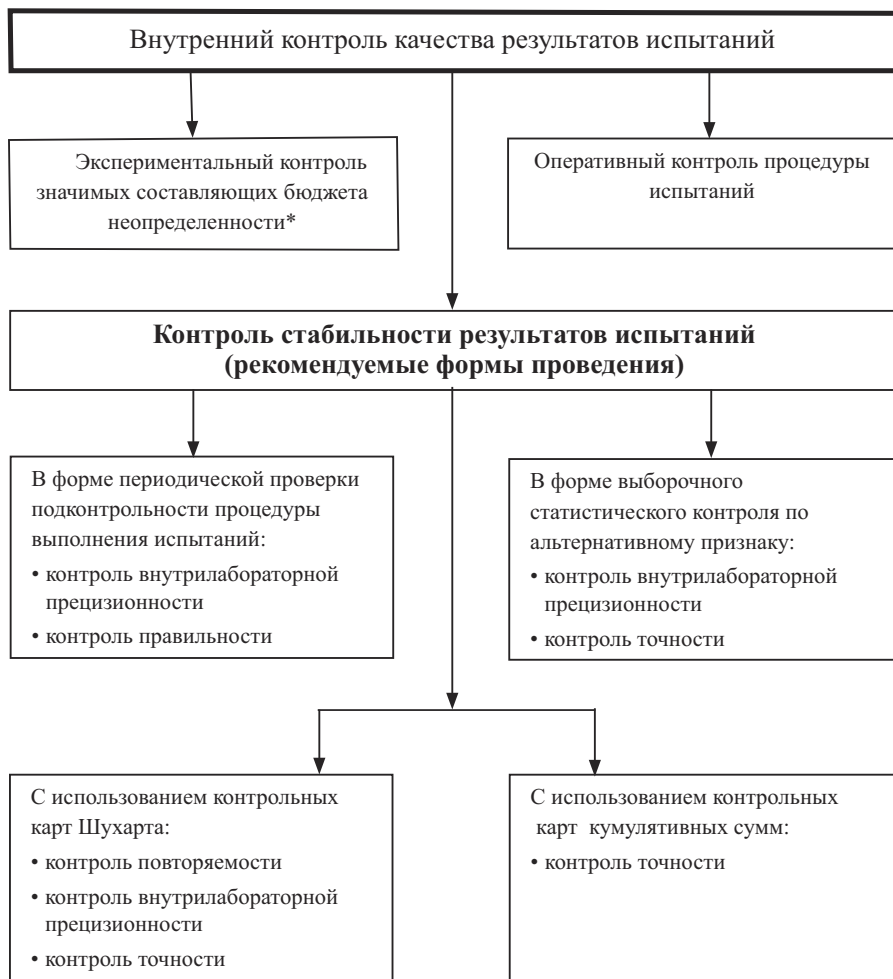 Внутренний контроль качества результатов испытаний
Экспериментальный контроль
значимых составляющих бюджета
неопределенности*
Оперативный контроль процедуры
испытаний
Контроль стабильности результатов испытаний
(рекомендуемые формы проведения)
В форме периодической проверки
подконтрольности процедуры
выполнения испытаний:
• контроль внутрилабораторной
прецизионности
• контроль правильности
В форме выборочного
статистического контроля по
альтернативному признаку:
• контроль внутрилабораторной
прецизионности
• контроль точности
С использованием контрольных
карт Шухарта:
• контроль повторяемости
• контроль внутрилабораторной
прецизионности
• контроль точности
С использованием контрольных
карт кумулятивных сумм:
• контроль точности